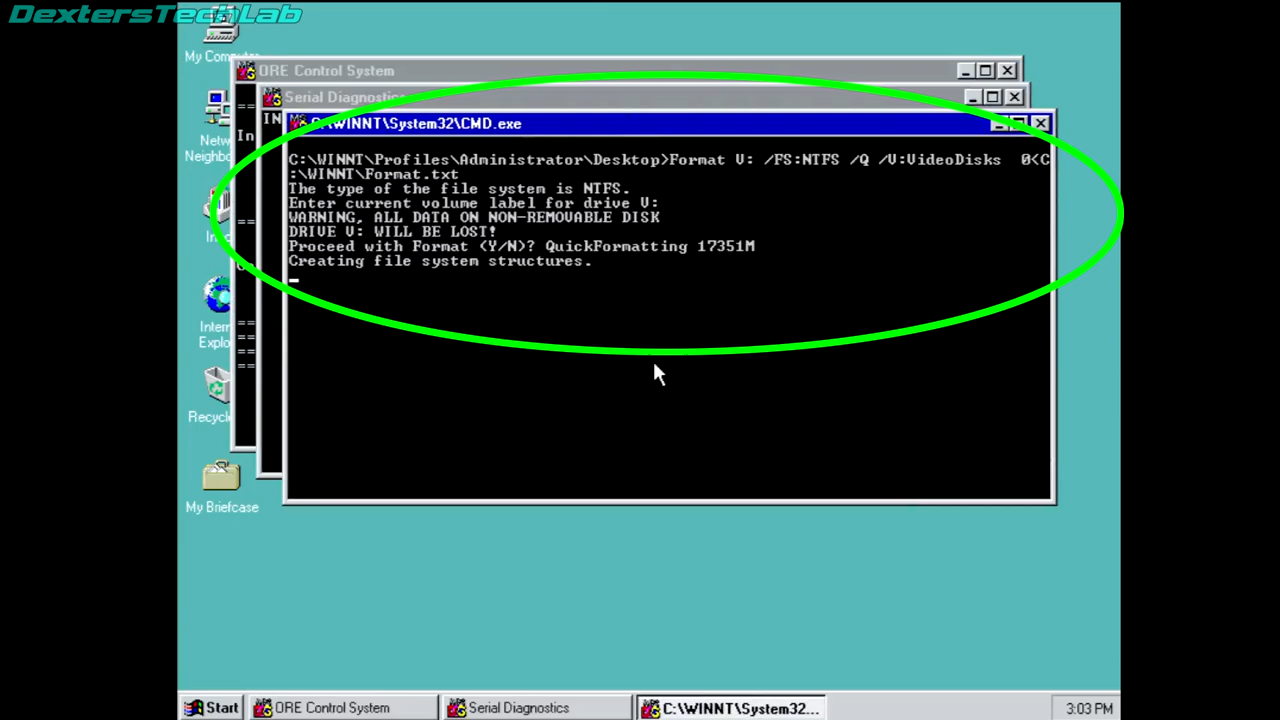 DextersTechLab
My Compu
ORE Control System
Serial Diagnostics
C:\WINNT\System32\CMD.exe
==
IN
In
Netw
Neighbo
C:\WINNT\Profiles\Administrator\Desktop>Format V: /FS:NTFS /Q /V:VideoDisks  0<C
:\WINNT\Format.txt
The type of the file system is NTFS.
Enter current volume label for drive V:
WARNING, ALL DATA ON NON-REMOVABLE DISK
DRIVE V: WILL BE LOST!
Proceed with Format (Y/N)? QuickFormatting 17351M
Creating file system structures.
==
In
Intern
Explo
==
==
==
==
Recycl
My Briefcase
Start
ORE Control System
Serial Diagnostics
C:\WINNT\System32...
3:03 PM